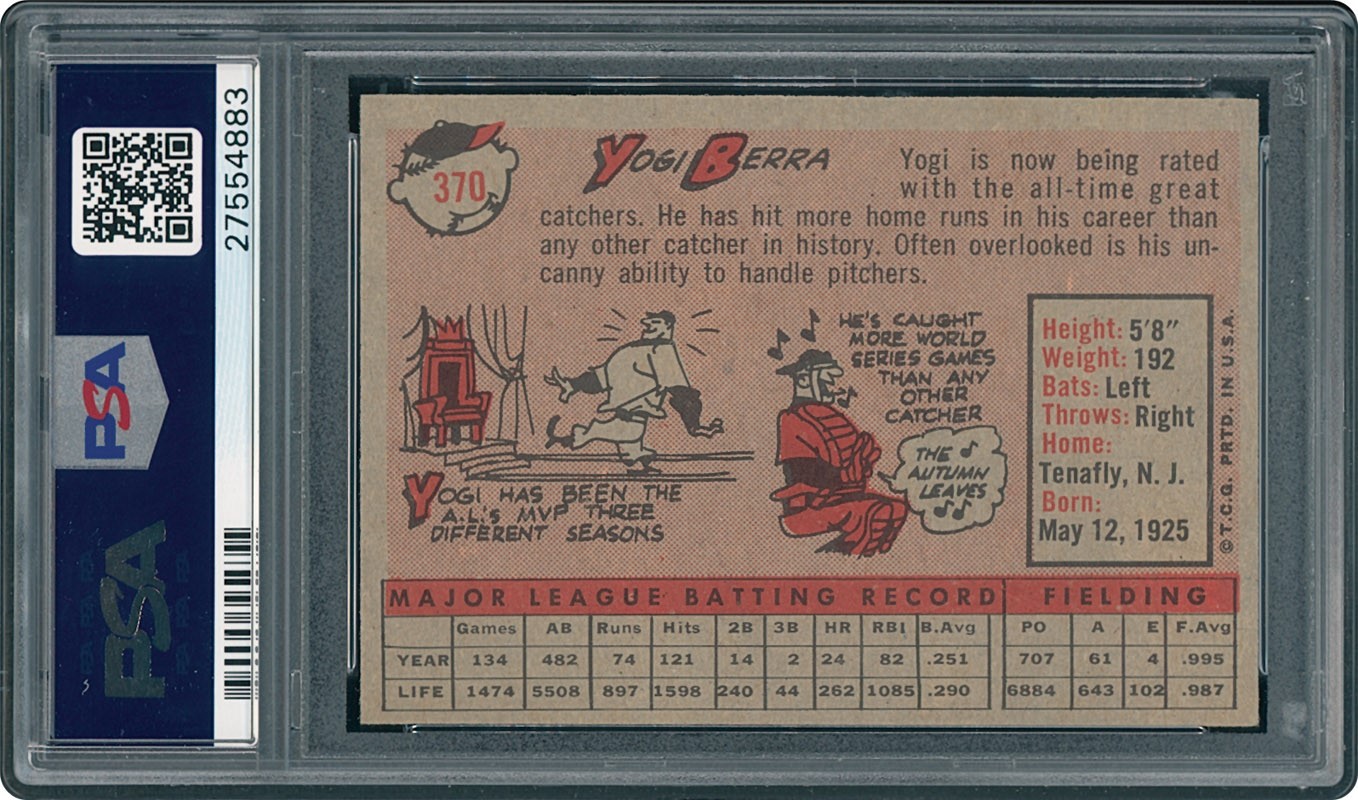 27554883
PSA
PSA
370
YOGI BERRA
Yogi is now being rated
with the all-time great
catchers. He has hit more home runs in his career than
any other catcher in history. Often overlooked is his un-
canny ability to handle pitchers.
YOGI HAS BEEN THE
A.L.'s MVP THREE
DIFFERENT SEASONS
HE'S CAUGHT
MORE WORLD
SERIES GAMES
THAN ANY
OTHER
CATCHER
THE
AUTUMN
LEAVES
Height: 5'8"
Weight: 192
Bats: Left
Throws: Right
Home:
Tenafly, N. J.
Born:
May 12, 1925
© T.C.G. PRTD. IN U.S.A.
MAJOR LEAGUE BATTING RECORD FIELDING
Games AB Runs Hits 2B 3B HR RBI B.Avg PO A E F.Avg
YEAR 134 482 74 121 14 2 24 82 .251 707 61 4 .995
LIFE 1474 5508 897 1598 240 44 262 1085 .290 6884 643 102 .987